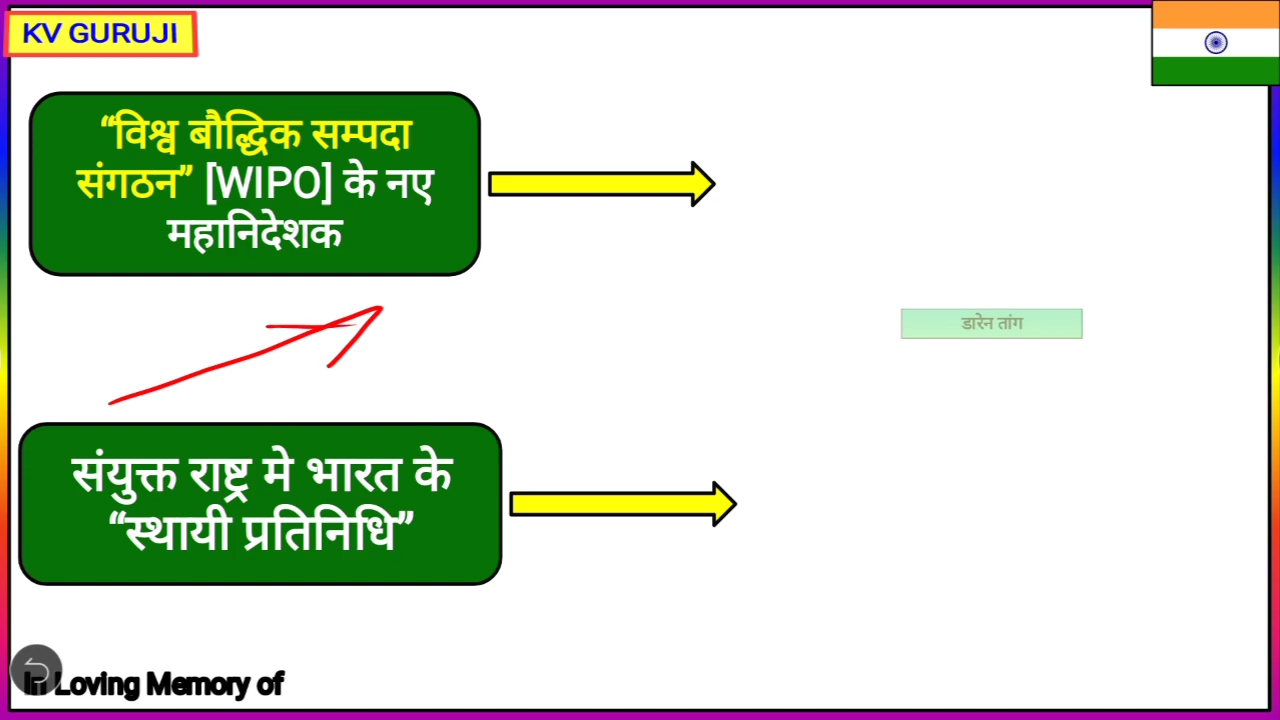 KV GURUJI
“विश्व बौद्धिक सम्पदा
संगठन” [WIPO] के नए
महानिदेशक
डारेन तांग
संयुक्त राष्ट्र मे भारत के
“स्थायी प्रतिनिधि”
In Loving Memory of